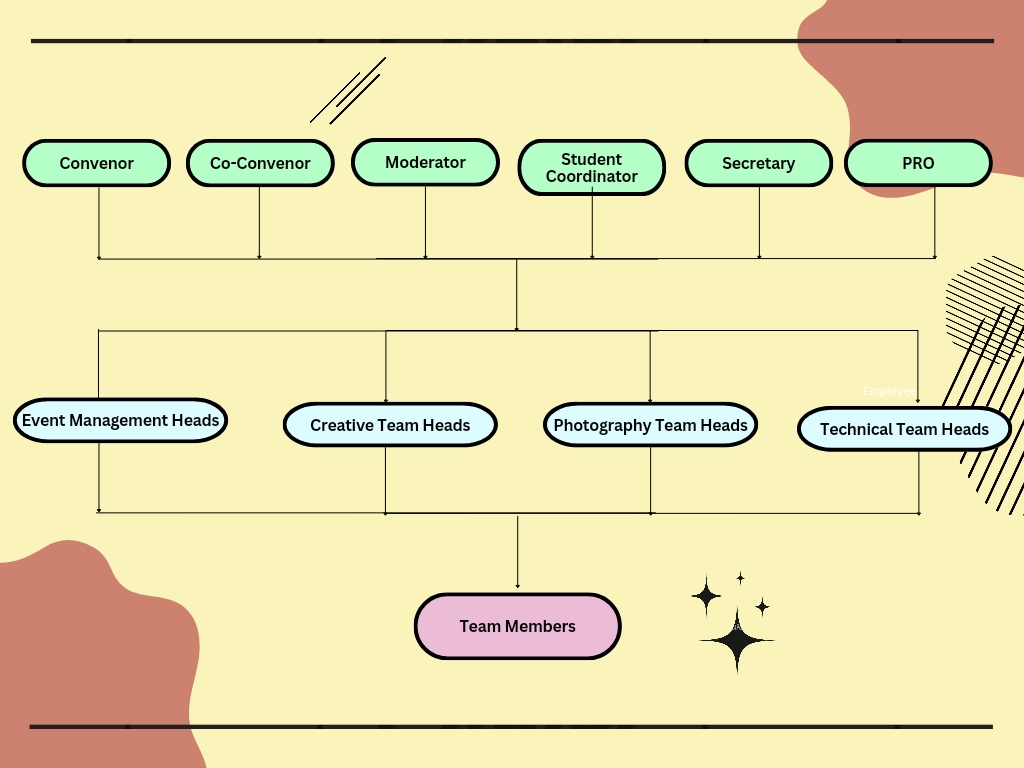 Convenor
Co-Convenor
Moderator
Student
Coordinator
Secretary
PRO
Employee
Event Management Heads
Creative Team Heads
Photography Team Heads
Technical Team Heads
Team Members